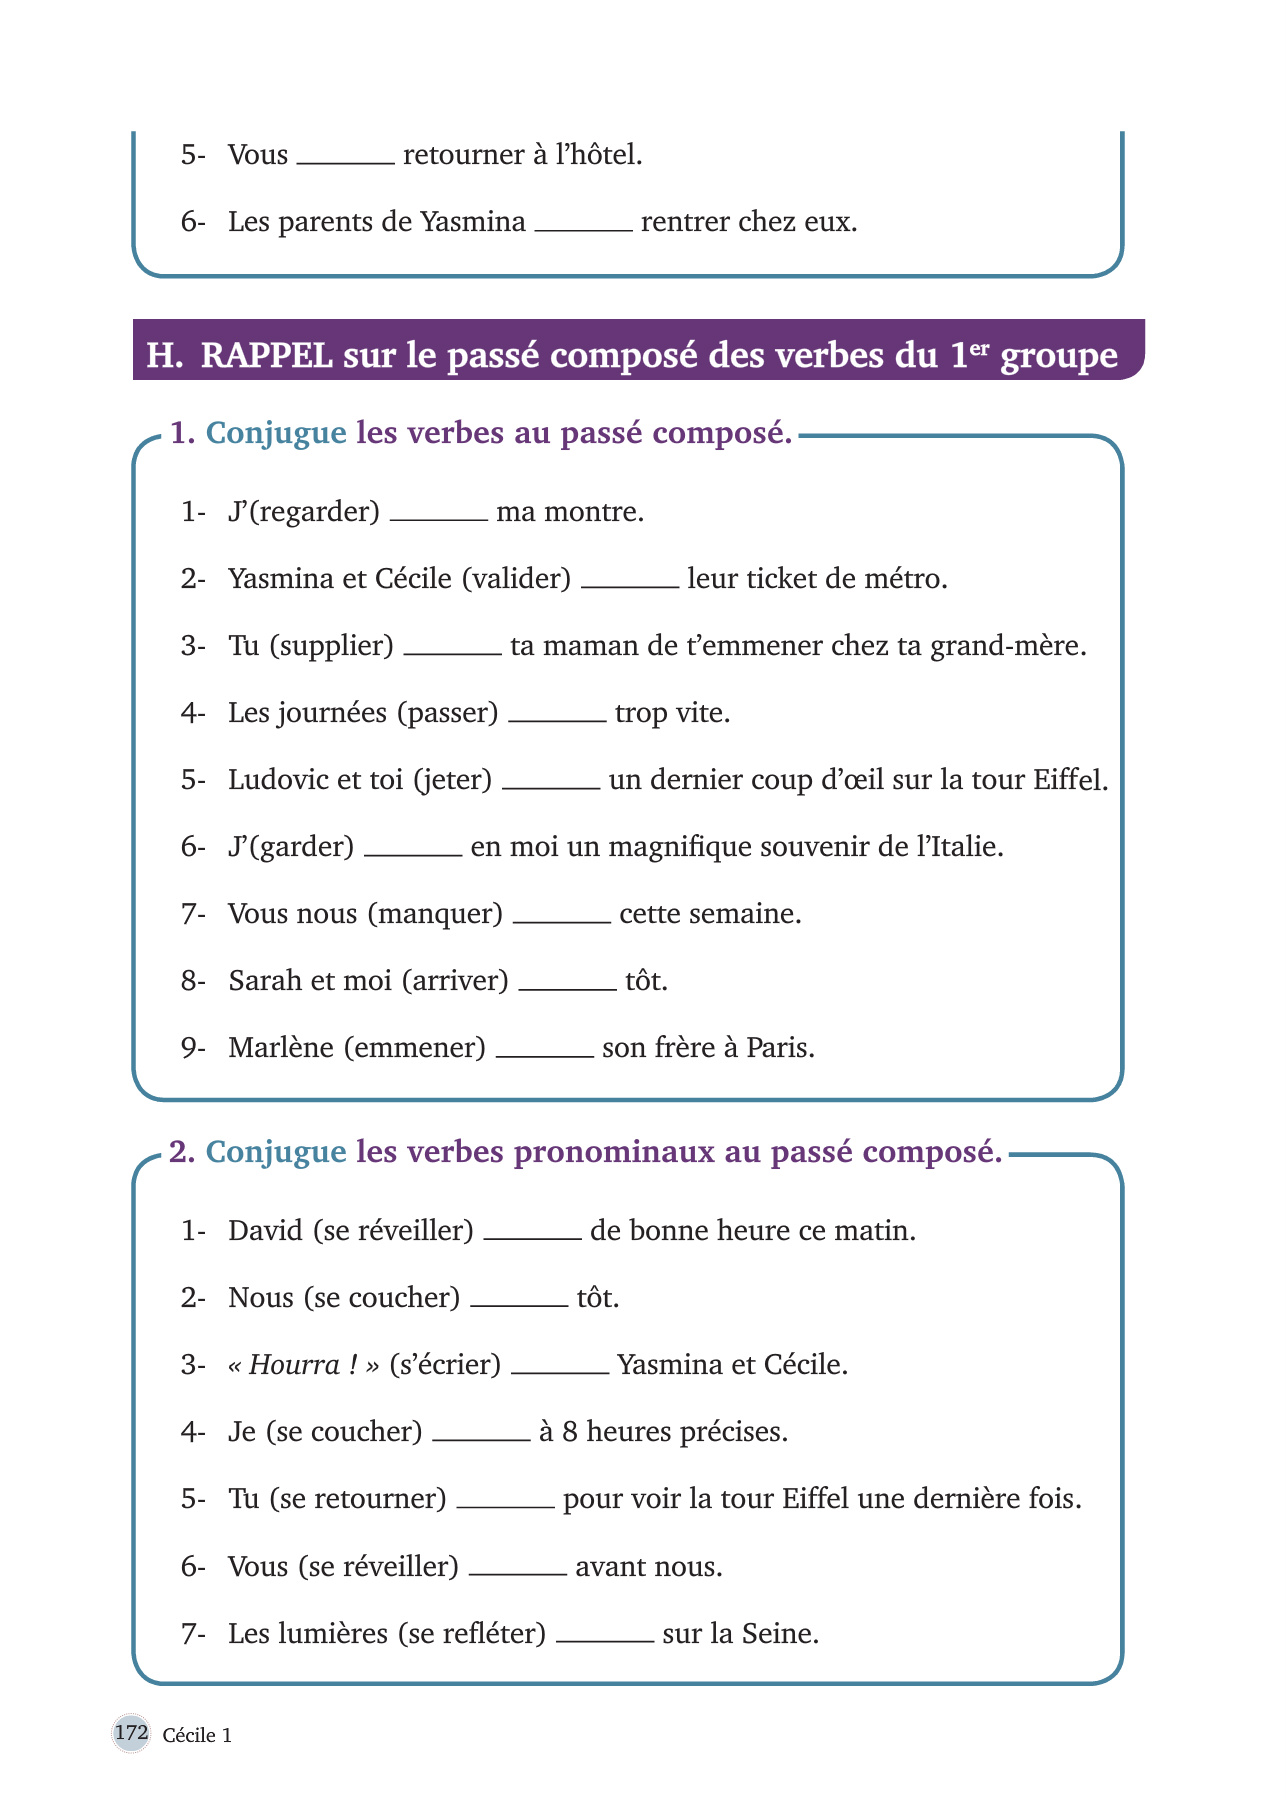 5- Vous _______ retourner à l’hôtel.
6- Les parents de Yasmina _______ rentrer chez eux.
H. RAPPEL sur le passé composé des verbes du 1er groupe
1. Conjugue les verbes au passé composé.
1- J’(regarder) _______ ma montre.
2- Yasmina et Cécile (valider) _______ leur ticket de métro.
3- Tu (supplier) _______ ta maman de t’emmener chez ta grand-mère.
4- Les journées (passer) _______ trop vite.
5- Ludovic et toi (jeter) _______ un dernier coup d’œil sur la tour Eiffel.
6- J’(garder) _______ en moi un magnifique souvenir de l’Italie.
7- Vous nous (manquer) _______ cette semaine.
8- Sarah et moi (arriver) _______ tôt.
9- Marlène (emmener) _______ son frère à Paris.
2. Conjugue les verbes pronominaux au passé composé.
1- David (se réveiller) _______ de bonne heure ce matin.
2- Nous (se coucher) _______ tôt.
3- « Hourra ! » (s’écrier) _______ Yasmina et Cécile.
4- Je (se coucher) _______ à 8 heures précises.
5- Tu (se retourner) _______ pour voir la tour Eiffel une dernière fois.
6- Vous (se réveiller) _______ avant nous.
7- Les lumières (se refléter) _______ sur la Seine.
172 Cécile 1